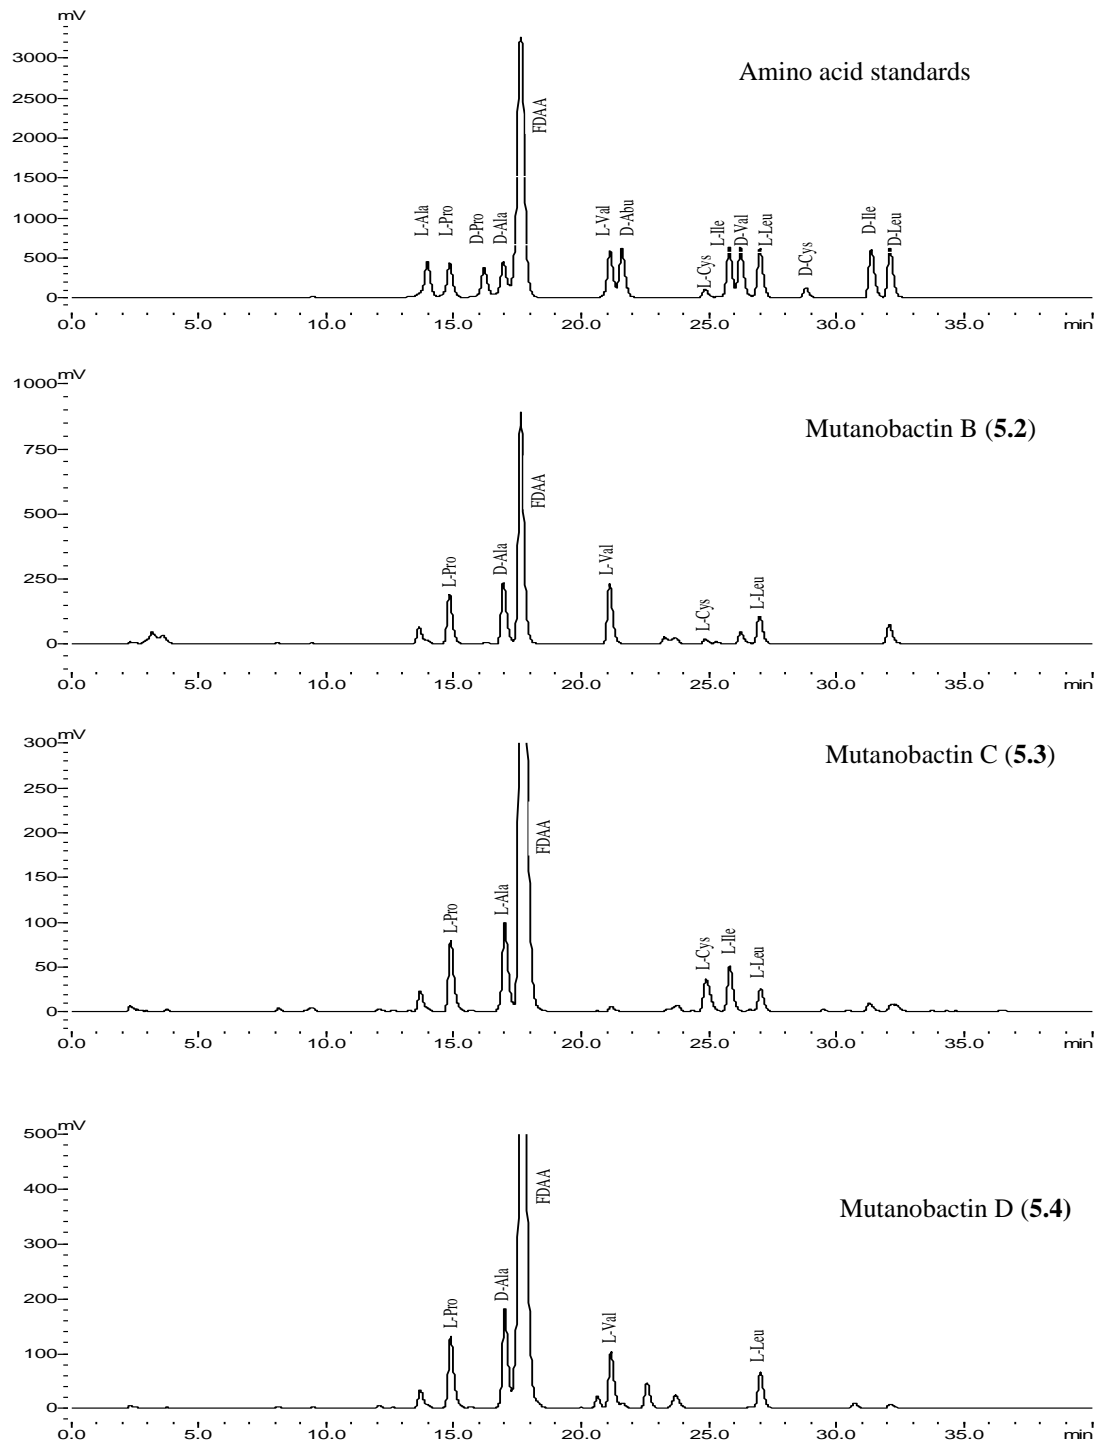 mV
Amino acid standards
3000
2500
2000
1500
1000
500
0
L-Ala
L-Pro
D-Pro
D-Ala
FDAA
L-Val
D-Abu
L-Cys
L-Ile
D-Val
L-Leu
D-Cys
D-Ile
D-Leu
0.0 10.0 15.0 20.0 25.0 30.0 35.0 min
mV
Mutanobactin B (5.2)
1000
750
500
250
0
L-Pro
D-Ala
FDAA
L-Val
L-Cys
L-Leu
0.0 5.0 10.0 15.0 20.0 25.0 30.0 35.0 min
mV
Mutanobactin C (5.3)
300
250
200
150
100
50
0
L-Pro
L-Ala
FDAA
L-Cys
L-Ile
L-Leu
0.0 5.0 10.0 15.0 20.0 25.0 30.0 35.0 min
mV
Mutanobactin D (5.4)
500
400
300
200
100
0
L-Pro
D-Ala
FDAA
L-Val
L-Leu
0.0 5.0 10.0 15.0 20.0 25.0 30.0 35.0 min